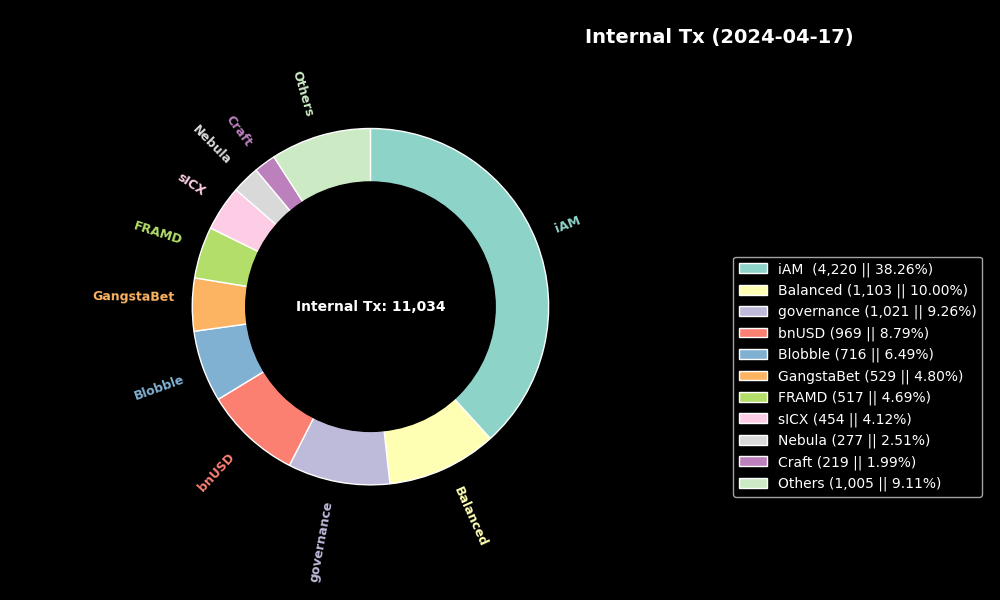 Internal Tx (2024-04-17)
Others
Craft
Nebula
sICX
FRAMD
GangstaBet
Blobble
bnUSD
governance
Balanced
iAM
Internal Tx: 11,034
iAM  (4,220 || 38.26%)
Balanced (1,103 || 10.00%)
governance (1,021 || 9.26%)
bnUSD (969 || 8.79%)
Blobble (716 || 6.49%)
GangstaBet (529 || 4.80%)
FRAMD (517 || 4.69%)
sICX (454 || 4.12%)
Nebula (277 || 2.51%)
Craft (219 || 1.99%)
Others (1,005 || 9.11%)